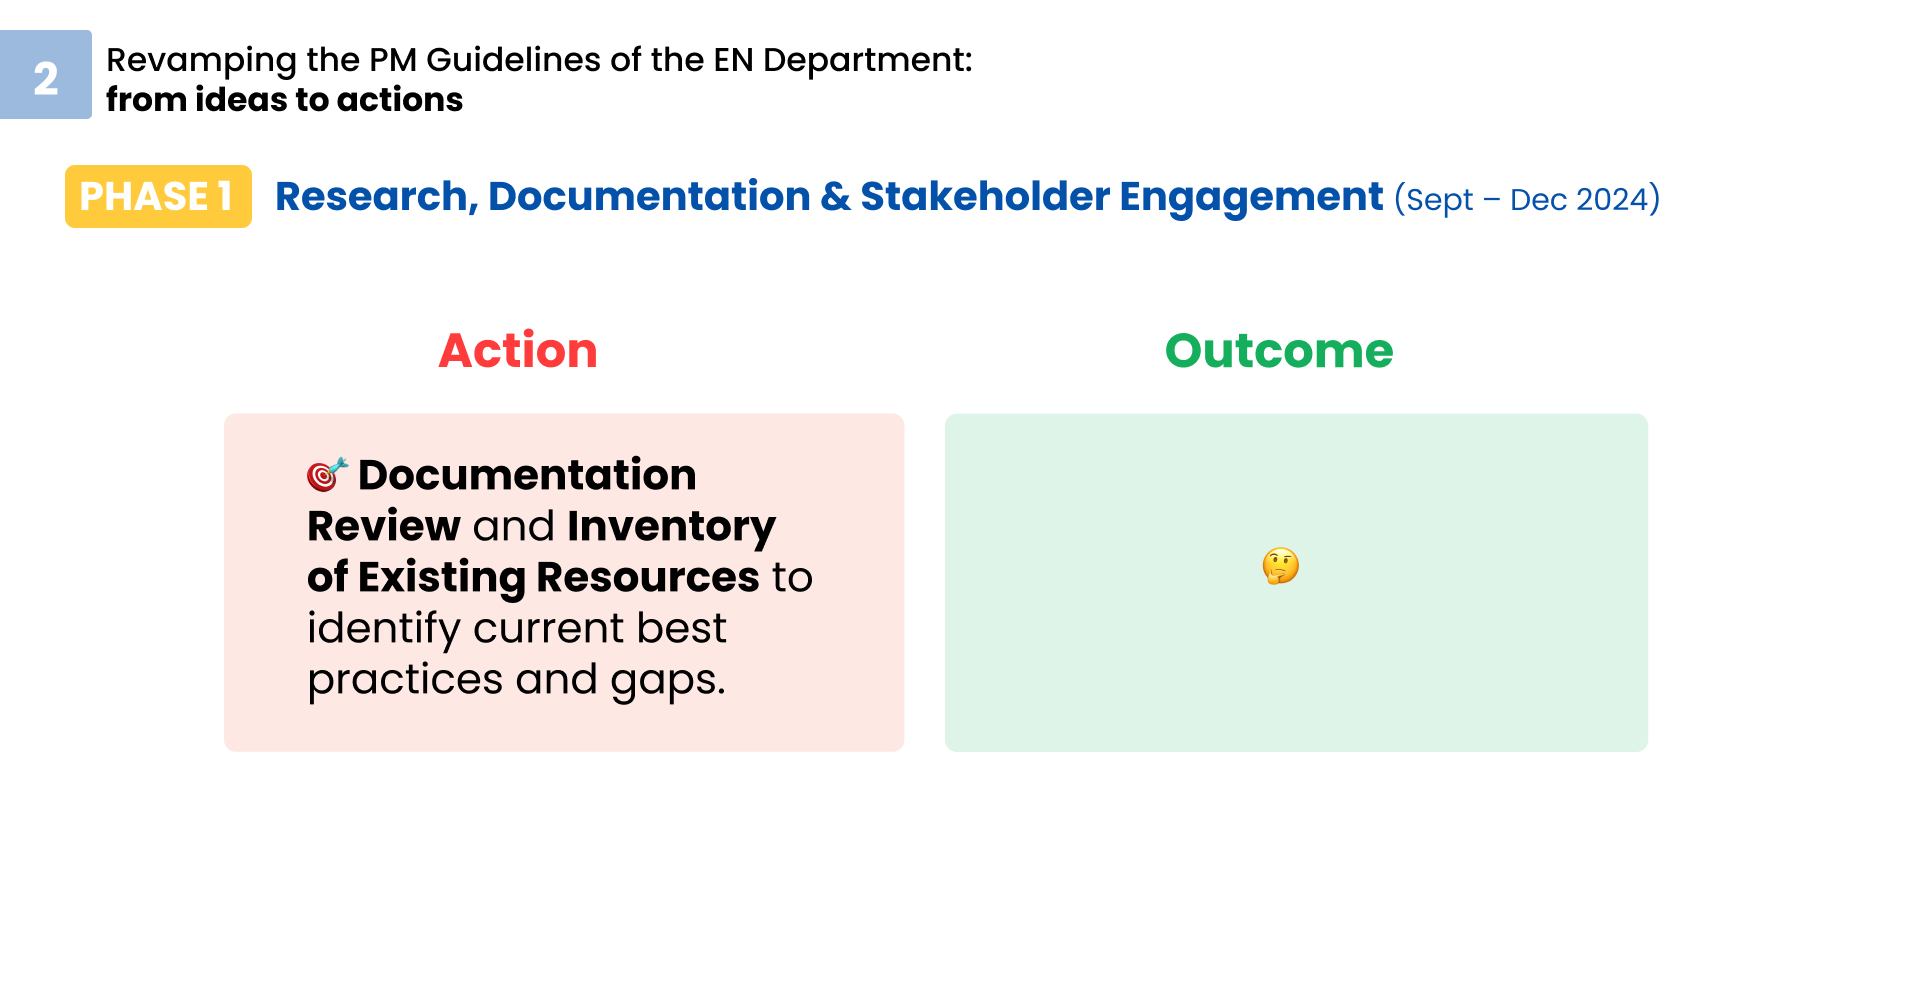 2
Revamping the PM Guidelines of the EN Department:
from ideas to actions
PHASE 1
Research, Documentation & Stakeholder Engagement (Sept – Dec 2024)
Action
Outcome
🎯 Documentation
Review and Inventory
of Existing Resources to
identify current best
practices and gaps.
🤔